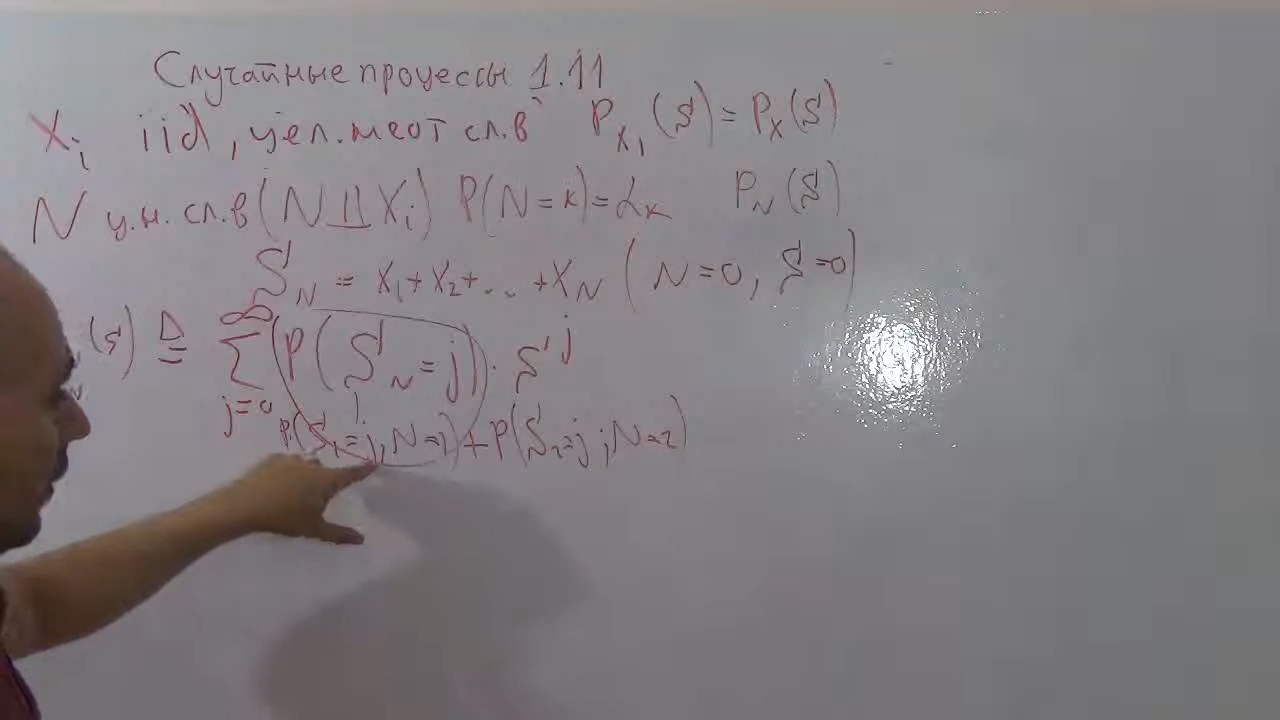 Случайные процессы 1.11
X_i iid, цел. неот сл.в P_{X_1}(S) = P_X(S)
N ц.н. сл.в (N ⫫ X_i) P(N=k)=α_k P_N(S)
S_N = X_1+X_2+... +X_N (N=0, S=0)
(s) ≜ ∑_{j=0}^{∞} (P(S_N=j)) · S^j
P(S_1=j, N=1)+P(S_2=j, N=2)